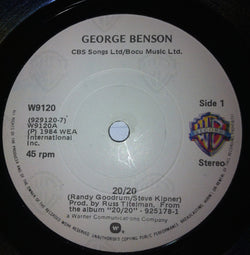 GEORGE BENSON
CBS Songs Ltd/Bocu Music Ltd.
W9120
Side 1
(929120-7)
W9120A
(P) 1984 WEA
International
Inc.
45 rpm
Stereo
20/20
(Randy Goodrum/Steve Kipner)
Prod. by Russ Titelman. From
the album "20/20" - 925178-1
a Warner Communications Company